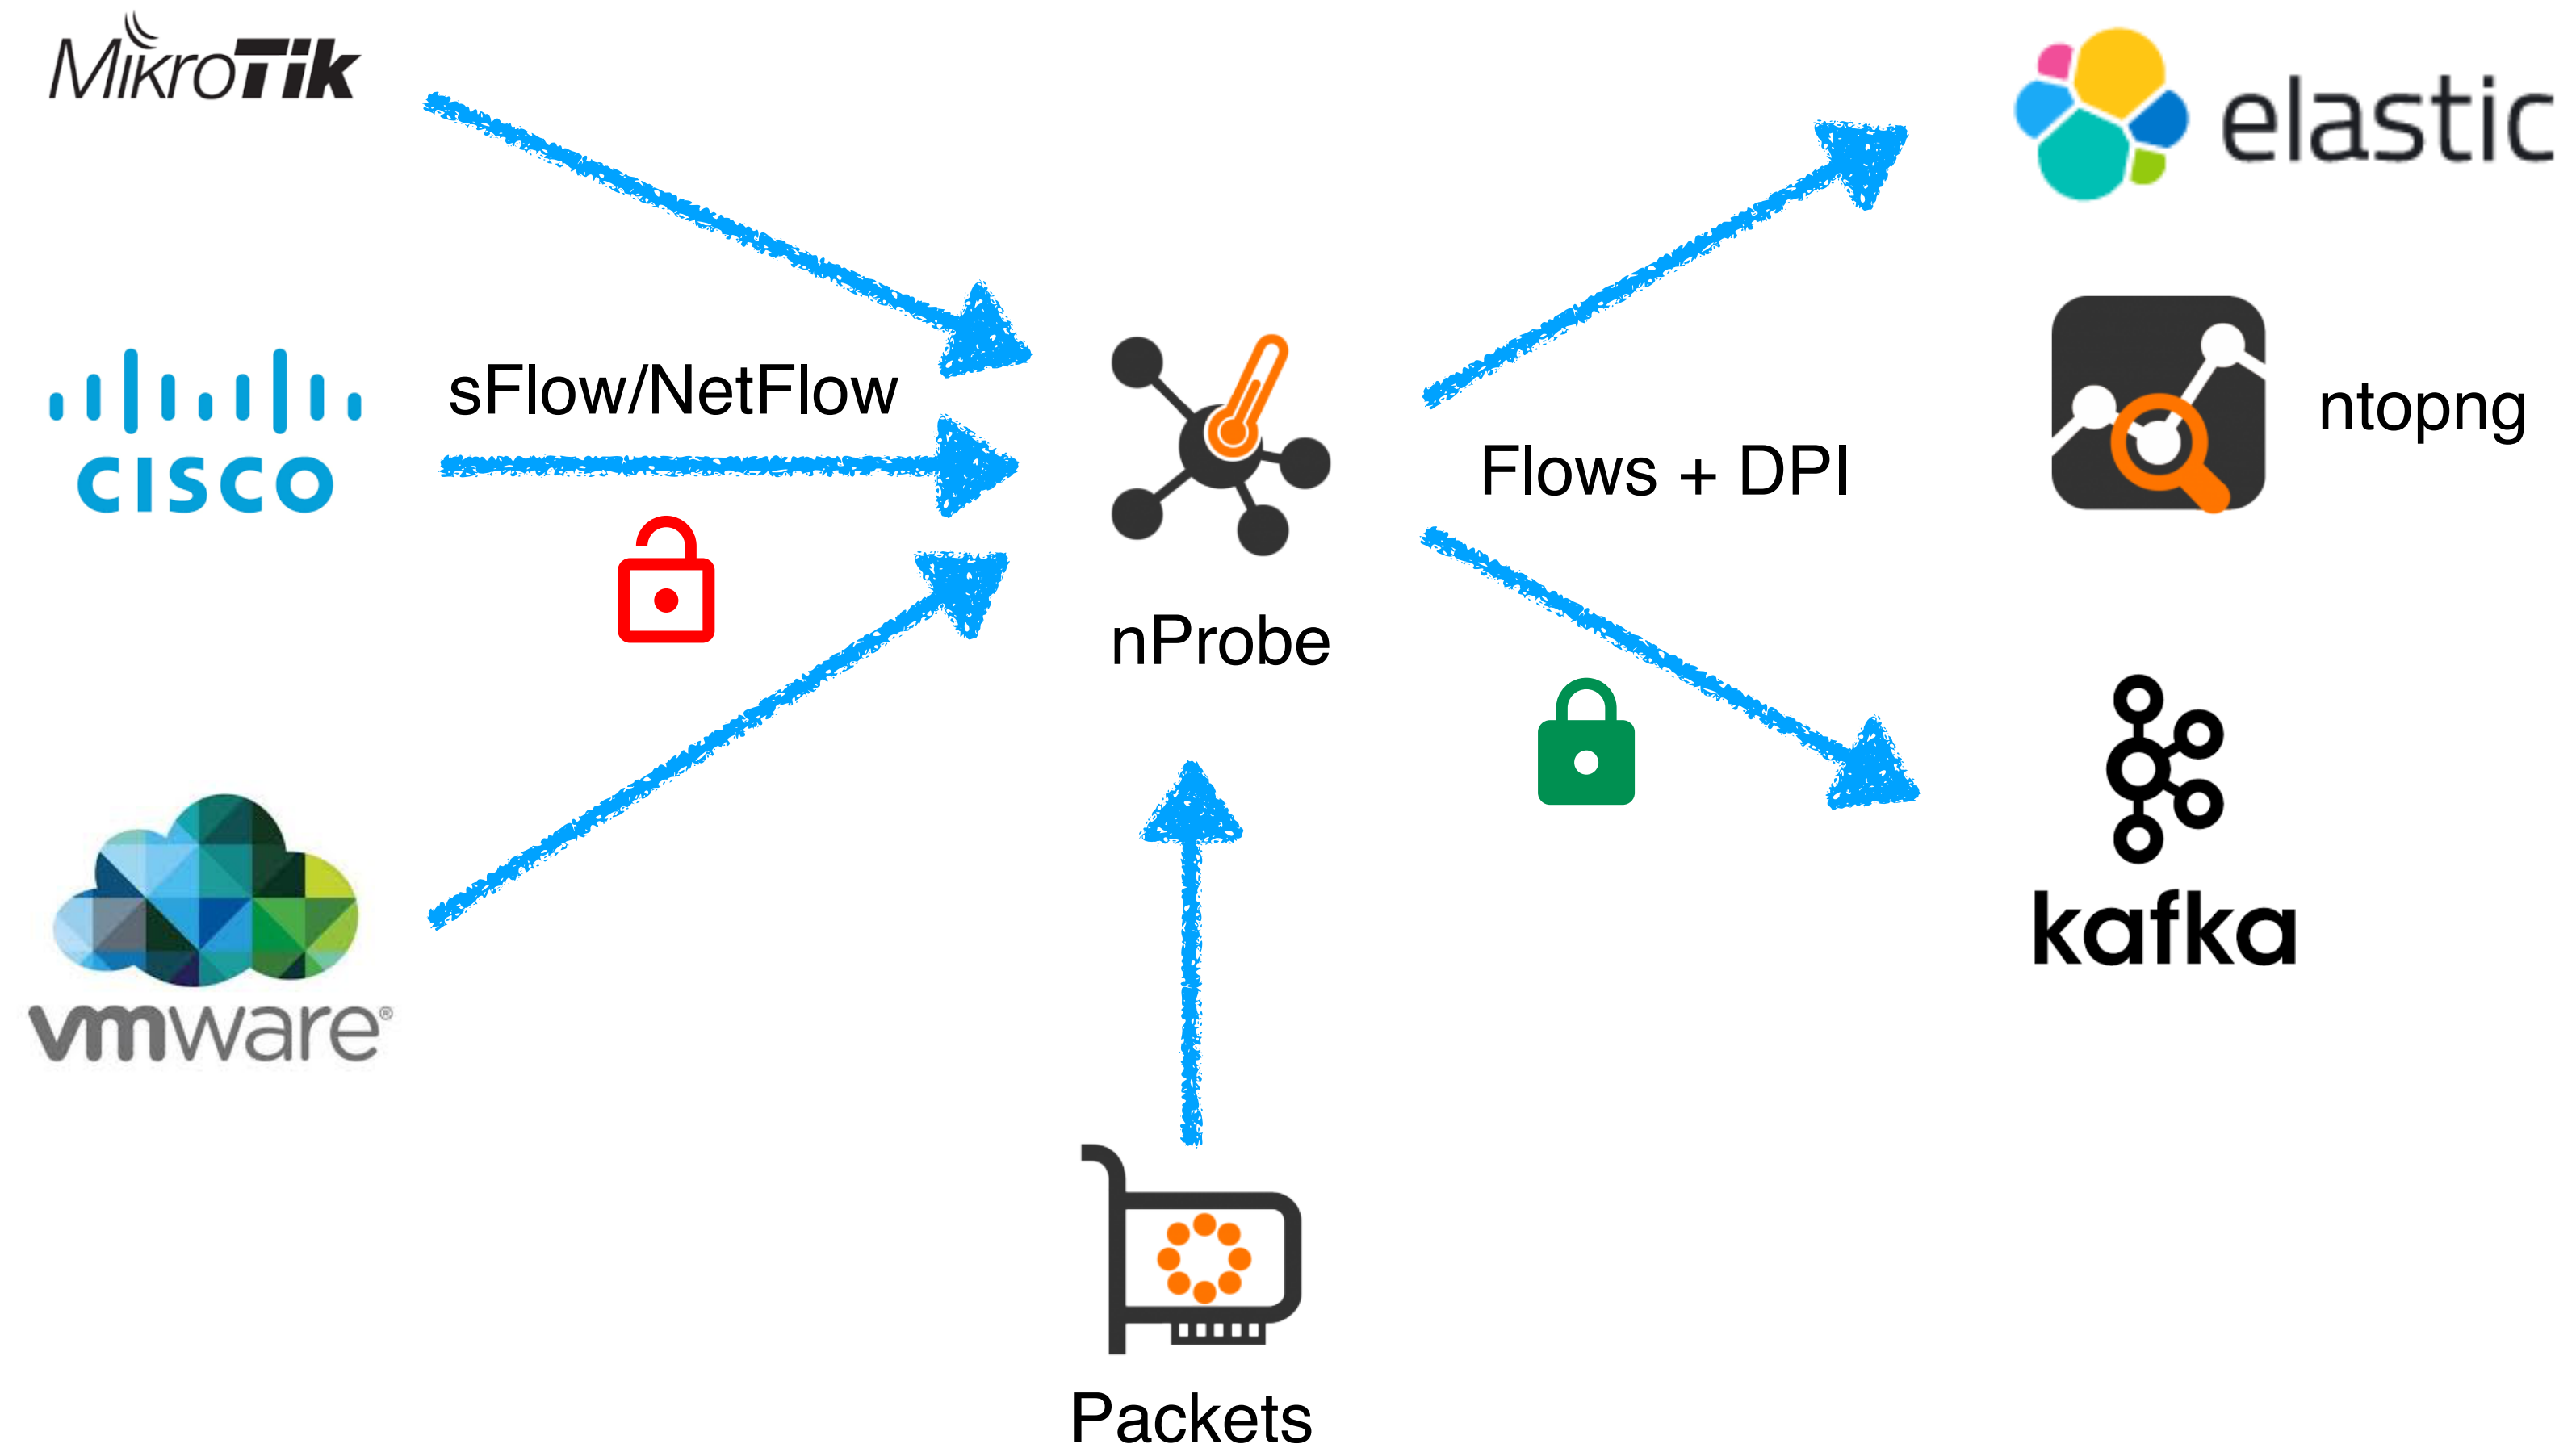 MikroTik
elastic
sFlow/NetFlow
ntopng
CISCO
Flows + DPI
nProbe
kafka
vmware®
Packets